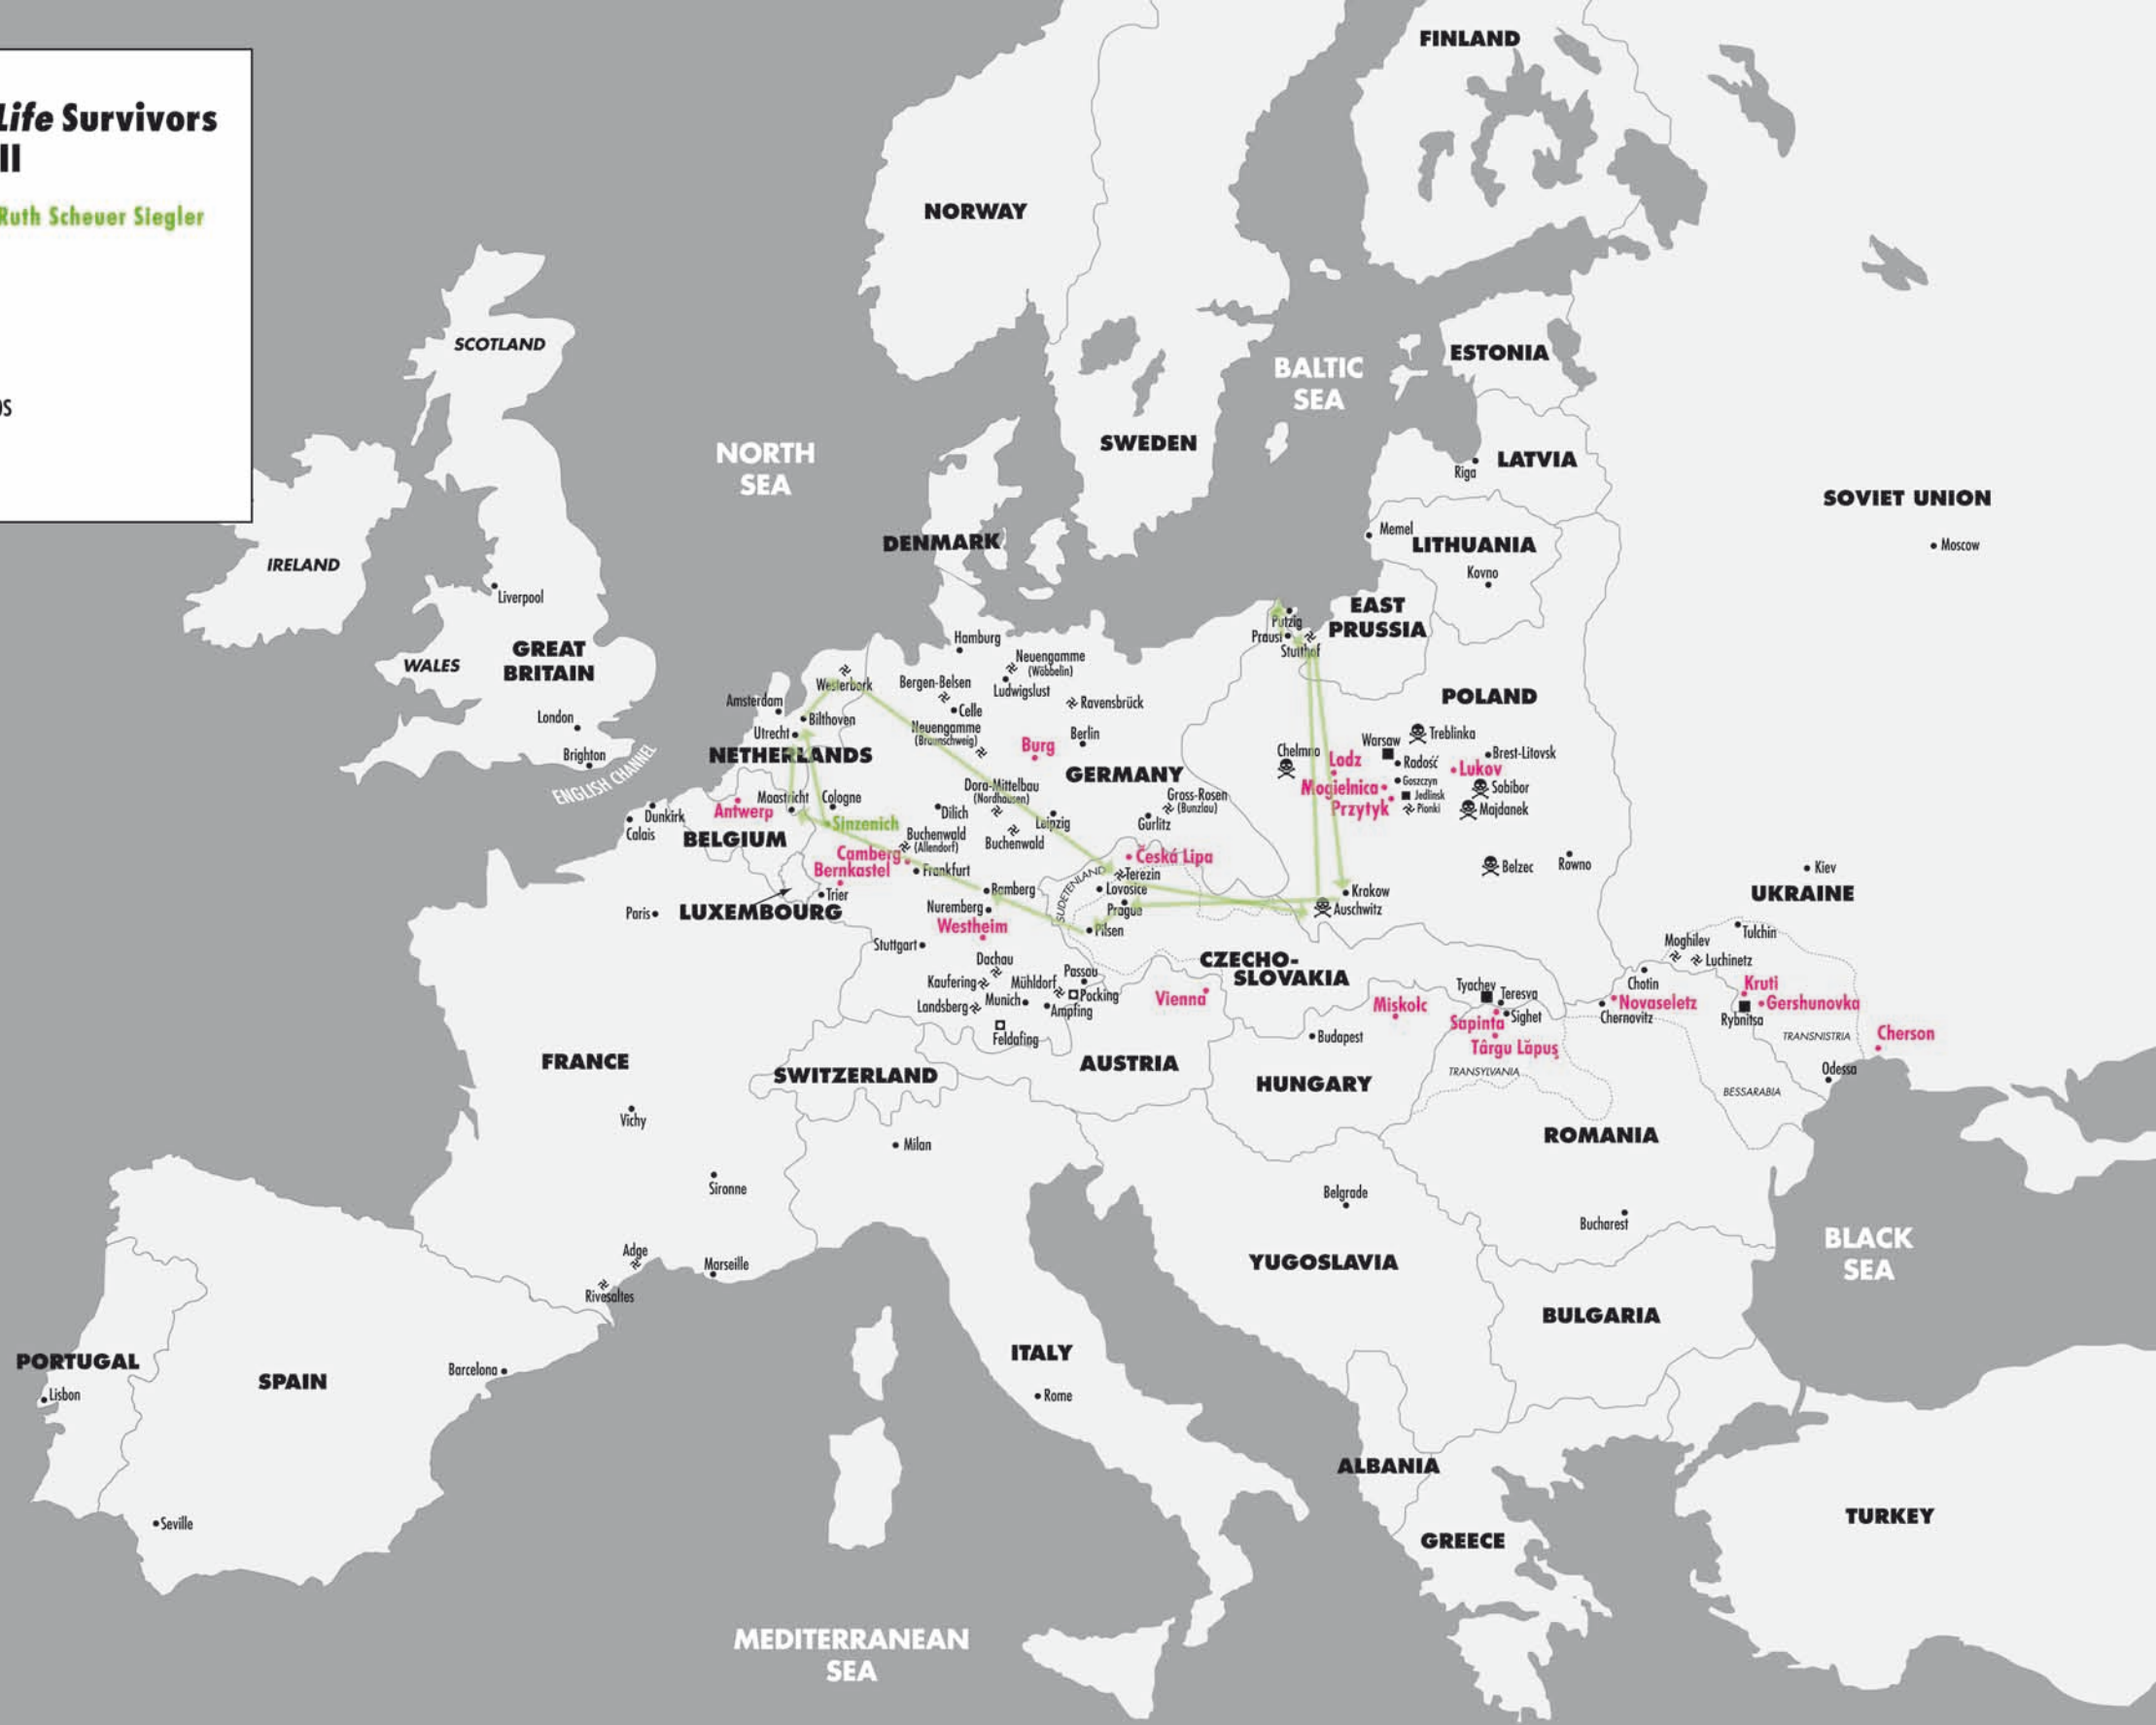 Life Survivors
II
Ruth Scheuer Siegler
OS
FINLAND
NORWAY
SCOTLAND
ESTONIA
BALTIC
SEA
SWEDEN
NORTH
SEA
LATVIA
Riga
SOVIET UNION
Moscow
Memel
LITHUANIA
Kovno
DENMARK
IRELAND
Liverpool
EAST
PRUSSIA
Putzig
Praust
Stutthof
Hamburg
GREAT
BRITAIN
WALES
Neuengamme
(Wöbbelin)
Ludwigslust
Westerbork
Bergen-Belsen
Celle
Ravensbrück
POLAND
Amsterdam
Bilthoven
Utrecht
London
Brighton
ENGLISH CHANNEL
NETHERLANDS
Neuengame
(Braunschweig)
Burg
Berlin
GERMANY
Chelmno
Warsaw
Treblinka
Lodz
Radość
Brest-Litovsk
Lukov
Mogielnica
Goszczyn
Sobibor
Jedlinsk
Przytyk
Pionki
Majdanek
Dora-Mittelbau
(Nordhausen)
Gross-Rosen
(Bunzlau)
Maastricht
Cologne
Antwerp
Dunkirk
Calais
Sinzenich
Dilich
Leipzig
Gurlitz
BELGIUM
Buchenwald
(Allendorf)
Buchenwald
Camberg
Bernkastel
Frankfurt
Česká Lipa
Terezin
SUDETENLAND
Lovosice
Belzec
Rowno
Kiev
UKRAINE
Trier
Bamberg
Krakow
Auschwitz
Paris
LUXEMBOURG
Nuremberg
Prague
Westheim
Pilsen
Tulchin
Stuttgart
Moghilev
Luchinetz
Dachau
CZECHO-
SLOVAKIA
Kaufering
Mühldorf
Passau
Pocking
Vienna
Chotin
Kruti
Tyachev
Teresva
Novaseletz
Gershunovka
Landsberg
Munich
Ampfing
Miskolc
Sapinta
Sighet
Chernovitz
Rybnitsa
Feldafing
Budapest
Târgu Lăpuş
TRANSNISTRIA
Cherson
FRANCE
SWITZERLAND
AUSTRIA
HUNGARY
TRANSYLVANIA
Odessa
BESSARABIA
Vichy
Milan
ROMANIA
Sironne
Belgrade
Bucharest
BLACK
SEA
Adge
Marseille
Rivesaltes
YUGOSLAVIA
BULGARIA
PORTUGAL
Lisbon
SPAIN
Barcelona
ITALY
Rome
ALBANIA
Seville
GREECE
TURKEY
MEDITERRANEAN
SEA